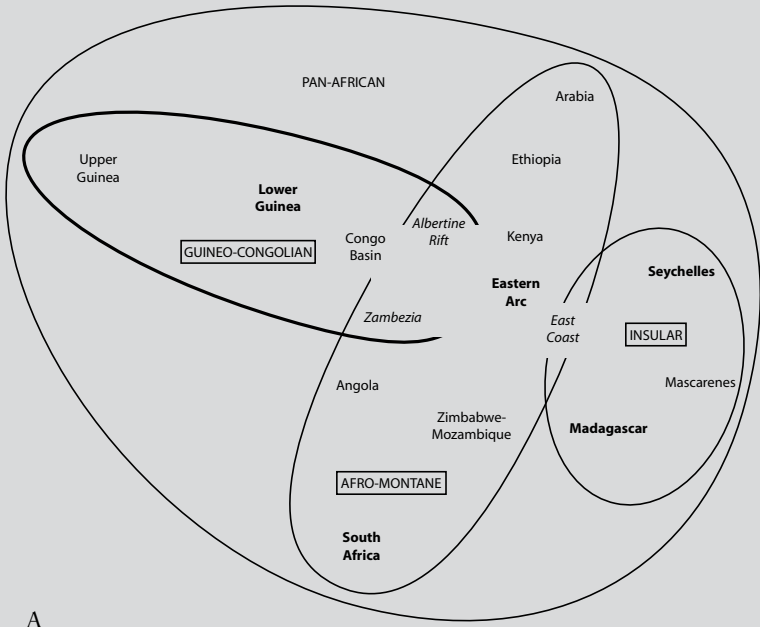 PAN-AFRICAN
Arabia
Upper
Guinea
Ethiopia
Lower
Guinea
Albertine
Rift
Congo
Basin
Kenya
GUINEO-CONGOLIAN
Seychelles
Eastern
Arc
Zambezia
East
Coast
INSULAR
Angola
Mascarenes
Zimbabwe-
Mozambique
Madagascar
AFRO-MONTANE
South
Africa
A